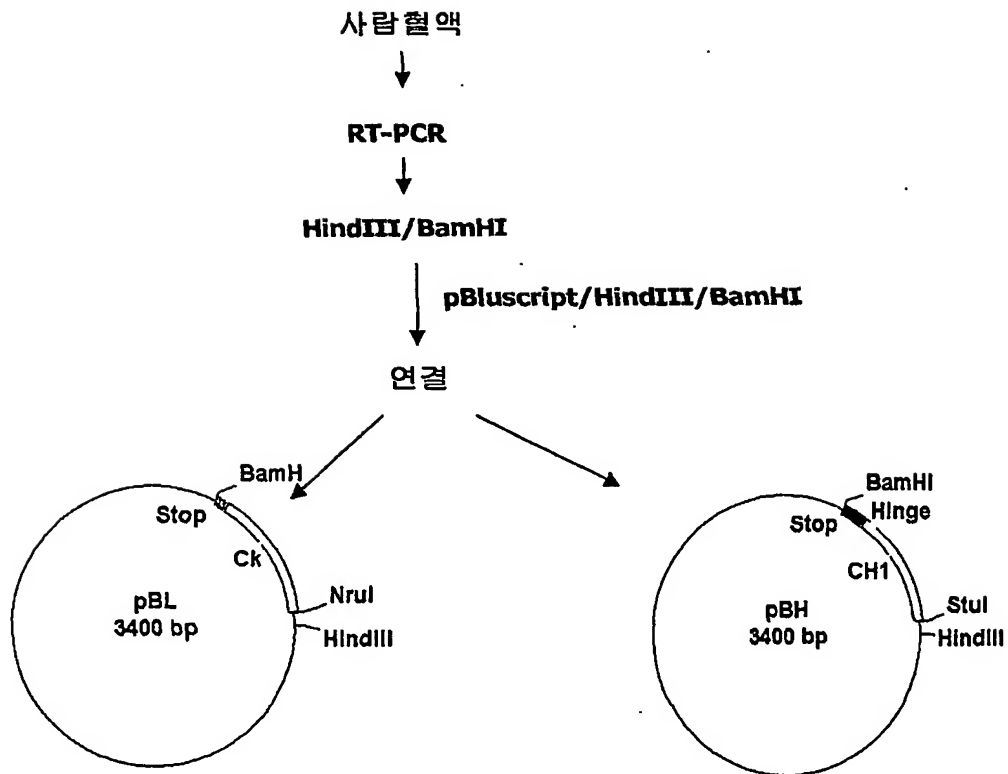 사람혈액
RT-PCR
HindIII/BamHI
pBluscript/HindIII/BamHI
연결
BamH
Stop
Ck
NruI
HindIII
pBL
3400 bp
BamHI
Hinge
Stop
CH1
StuI
HindIII
pBH
3400 bp